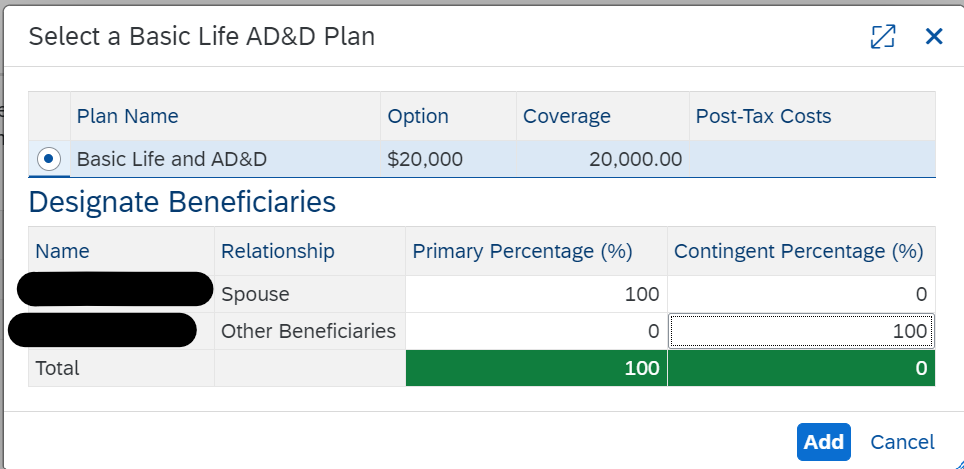 Select a Basic Life AD&D Plan
Plan Name Option Coverage Post-Tax Costs
Basic Life and AD&D $20,000 20,000.00
Designate Beneficiaries
Name Relationship Primary Percentage (%) Contingent Percentage (%)
Spouse 100 0
Other Beneficiaries 0 100
Total 100 0
Add Cancel